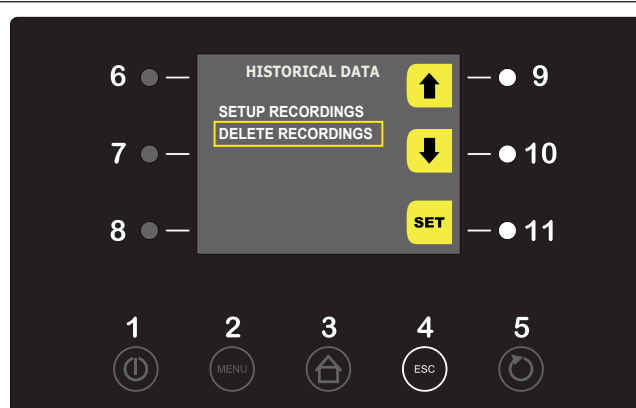 HISTORICAL DATA
6 9
SETUP RECORDINGS
DELETE RECORDINGS
7 10
8 SET 11
1 2 3 4 5
MENU ESC